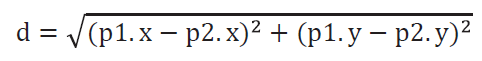 d = √(p1.x − p2.x)² + (p1.y − p2.y)²